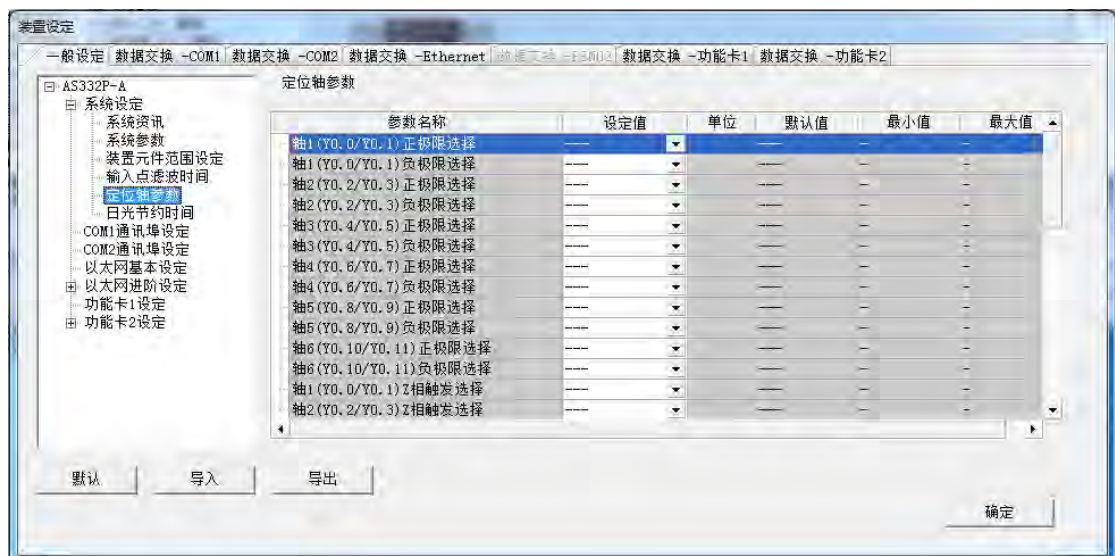 装置设定
一般设定 数据交换 -COM1 数据交换 -COM2 数据交换 -Ethernet 数据交换 数据交换 -功能卡1 数据交换 -功能卡2
AS332P-A
系统设定
系统资讯
系统参数
装置元件范围设定
输入点滤波时间
定位轴参数
日光节约时间
COM1通讯埠设定
COM2通讯埠设定
以太网基本设定
以太网进阶设定
功能卡1设定
功能卡2设定
定位轴参数
参数名称 设定值 单位 默认值 最小值 最大值
轴1(Y0.0/Y0.1)正极限选择 --- --- - -
轴1(Y0.0/Y0.1)负极限选择 --- --- - -
轴2(Y0.2/Y0.3)正极限选择 --- --- - -
轴2(Y0.2/Y0.3)负极限选择 --- --- - -
轴3(Y0.4/Y0.5)正极限选择 --- --- - -
轴3(Y0.4/Y0.5)负极限选择 --- --- - -
轴4(Y0.6/Y0.7)正极限选择 --- --- - -
轴4(Y0.6/Y0.7)负极限选择 --- --- - -
轴5(Y0.8/Y0.9)正极限选择 --- --- - -
轴5(Y0.8/Y0.9)负极限选择 --- --- - -
轴6(Y0.10/Y0.11)正极限选择 --- --- - -
轴6(Y0.10/Y0.11)负极限选择 --- --- - -
轴1(Y0.0/Y0.1)Z相触发选择 --- --- - -
轴2(Y0.2/Y0.3)Z相触发选择 --- --- - -
默认 导入 导出
确定